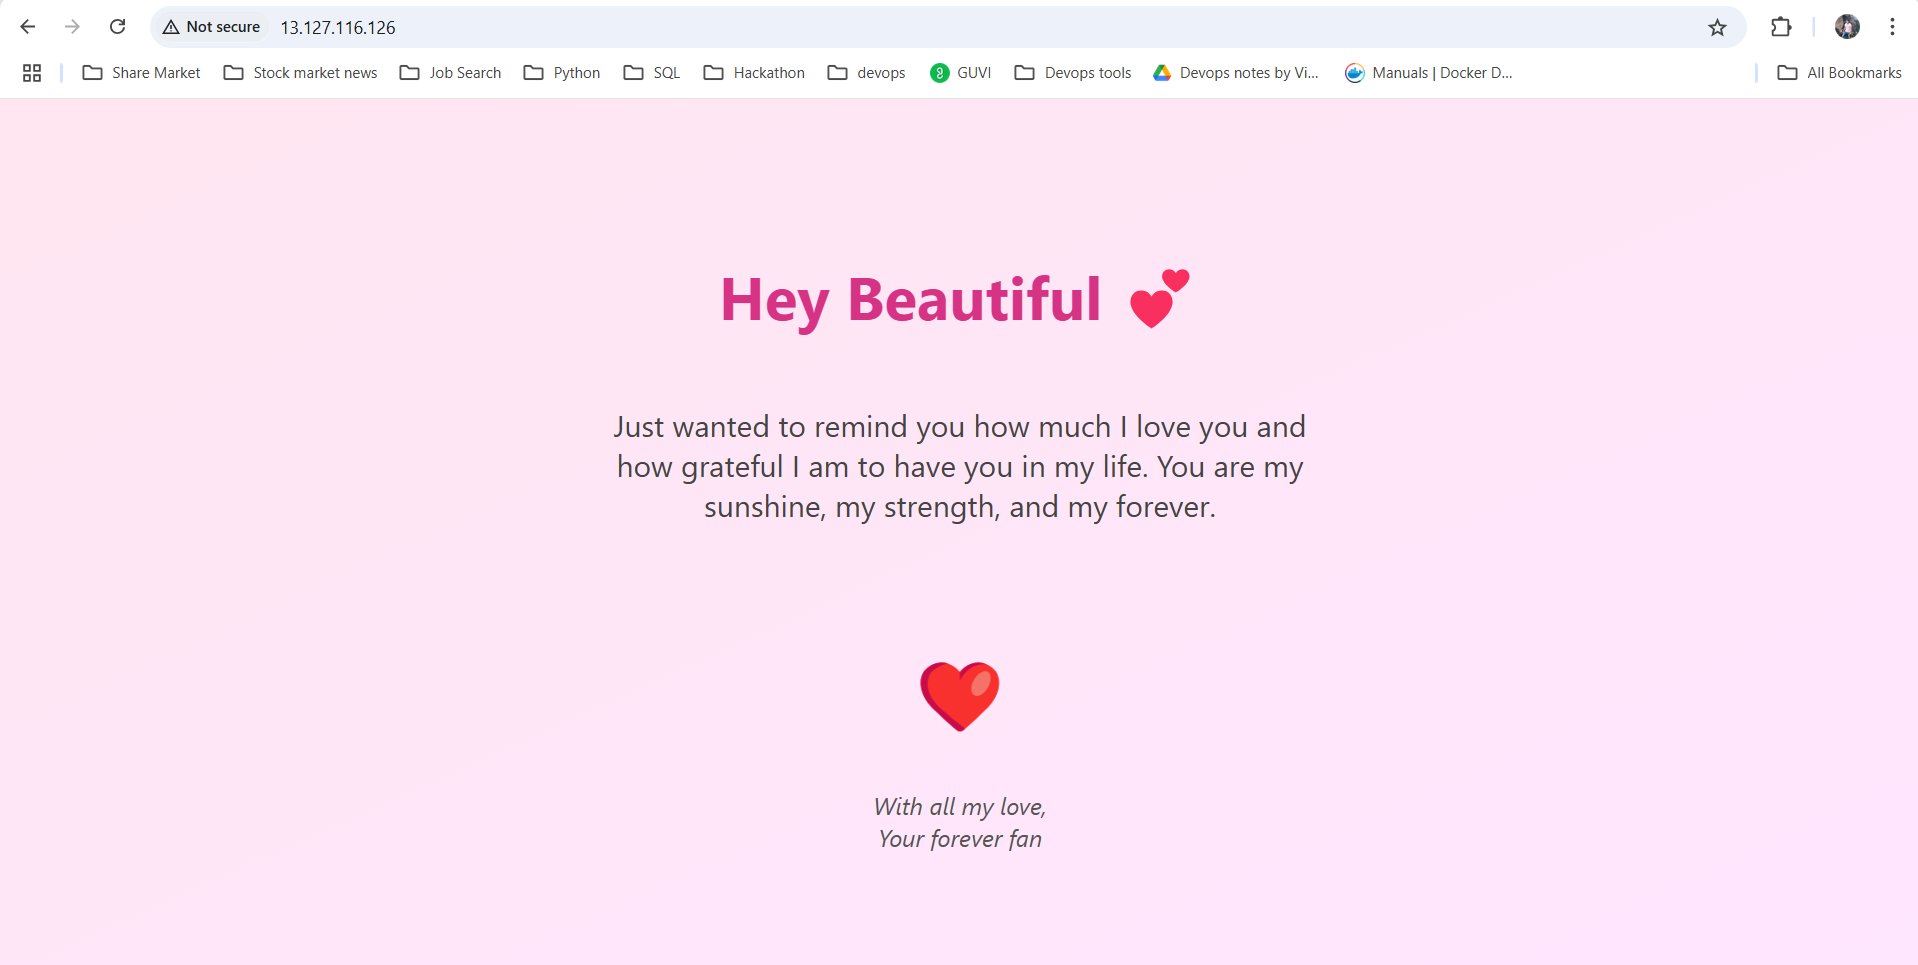 Not secure 13.127.116.126
Share Market Stock market news Job Search Python SQL Hackathon devops GUVI Devops tools Devops notes by Vi... Manuals | Docker D... All Bookmarks
Hey Beautiful 💕
Just wanted to remind you how much I love you and
how grateful I am to have you in my life. You are my
sunshine, my strength, and my forever.
With all my love,
Your forever fan